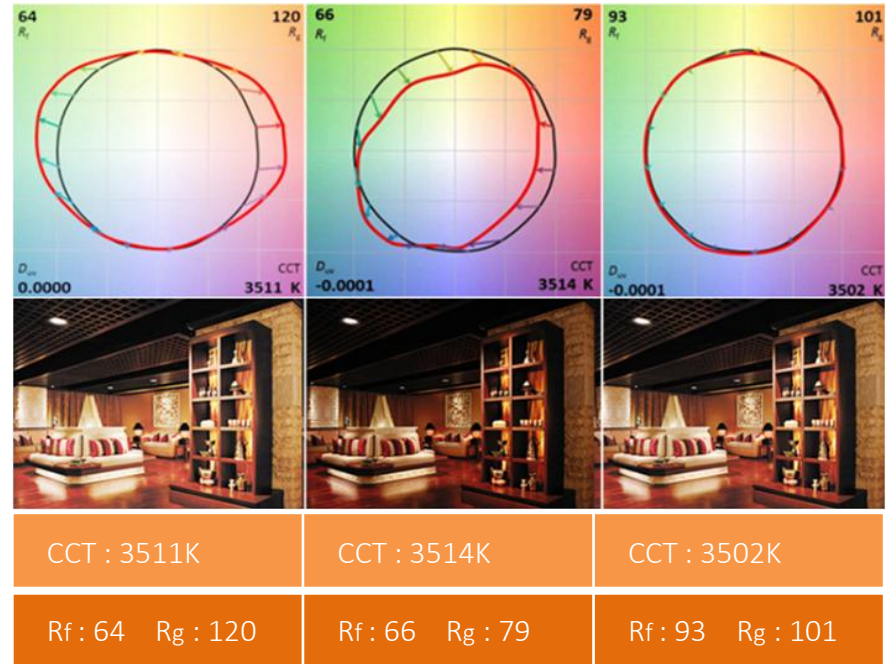 64 120
Rf Rg
Duv CCT
0.0000 3511 K
66 79
Rf Rg
Duv CCT
-0.0001 3514 K
93 101
Rf Rg
Duv CCT
-0.0001 3502 K
CCT : 3511K
CCT : 3514K
CCT : 3502K
Rf : 64 Rg : 120
Rf : 66 Rg : 79
Rf : 93 Rg : 101